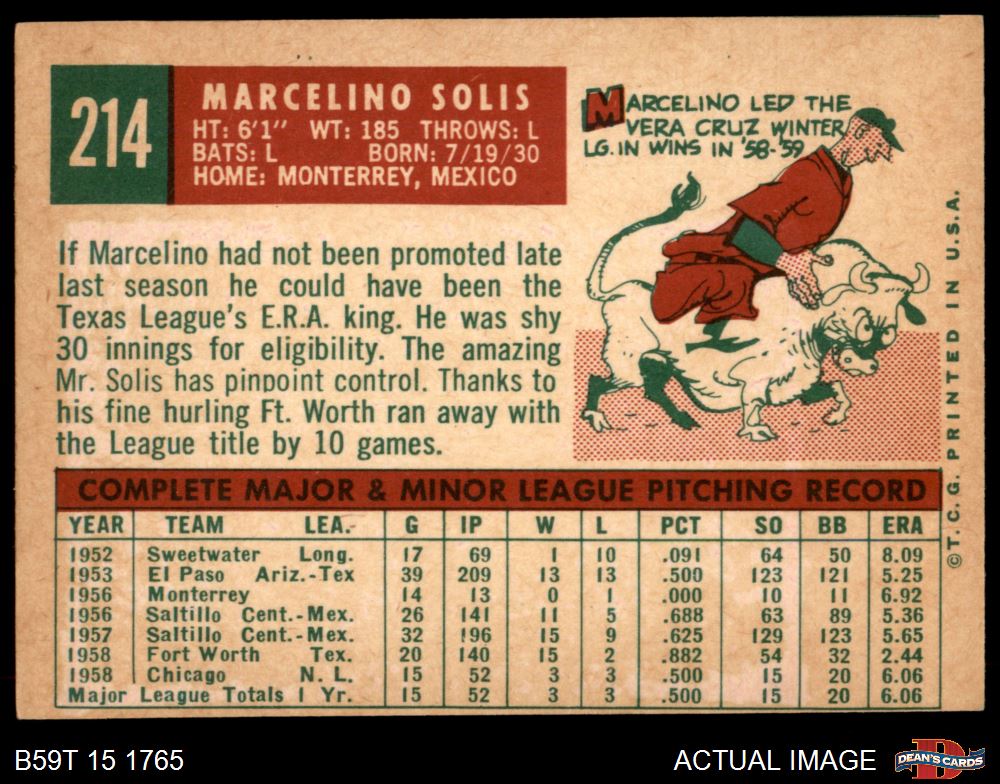 214
MARCELINO SOLIS
HT: 6'1" WT: 185 THROWS: L
BATS: L BORN: 7/19/30
HOME: MONTERREY, MEXICO
MARCELINO LED THE
VERA CRUZ WINTER
LG. IN WINS IN '58-'59
If Marcelino had not been promoted late
last season he could have been the
Texas League's E.R.A. king. He was shy
30 innings for eligibility. The amazing
Mr. Solis has pinpoint control. Thanks to
his fine hurling Ft. Worth ran away with
the League title by 10 games.
COMPLETE MAJOR & MINOR LEAGUE PITCHING RECORD
YEAR TEAM LEA. G IP W L PCT SO BB ERA
1952 Sweetwater Long. 17 69 1 10 .091 64 50 8.09
1953 El Paso Ariz.-Tex 39 209 13 13 .500 123 121 5.25
1956 Monterrey 14 13 0 1 .000 10 11 6.92
1956 Saltillo Cent.-Mex. 26 141 11 5 .688 63 89 5.36
1957 Saltillo Cent.-Mex. 32 196 15 9 .625 129 123 5.65
1958 Fort Worth Tex. 20 140 15 2 .882 54 32 2.44
1958 Chicago N. L. 15 52 3 3 .500 15 20 6.06
Major League Totals 1 Yr. 15 52 3 3 .500 15 20 6.06
© T. C. G. PRINTED IN U.S.A.
B59T 15 1765
ACTUAL IMAGE
D
DEAN'S CARDS